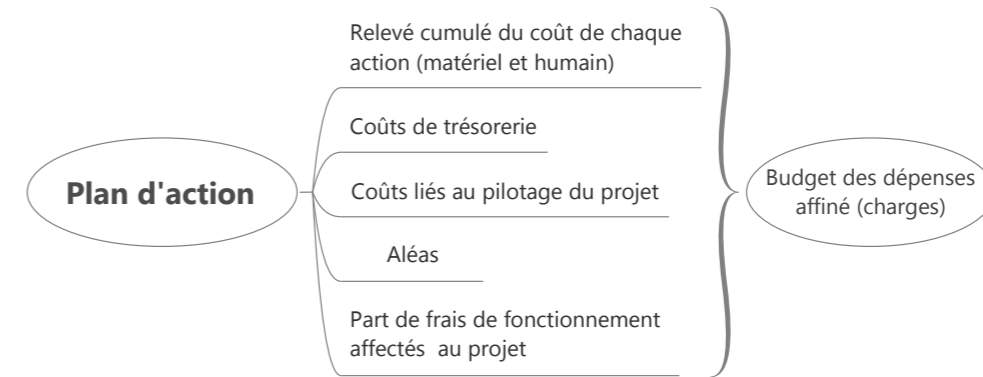 Relevé cumulé du coût de chaque
action (matériel et humain)
Coûts de trésorerie
Plan d'action
Coûts liés au pilotage du projet
Aléas
Part de frais de fonctionnement
affectés au projet
Budget des dépenses
affiné (charges)